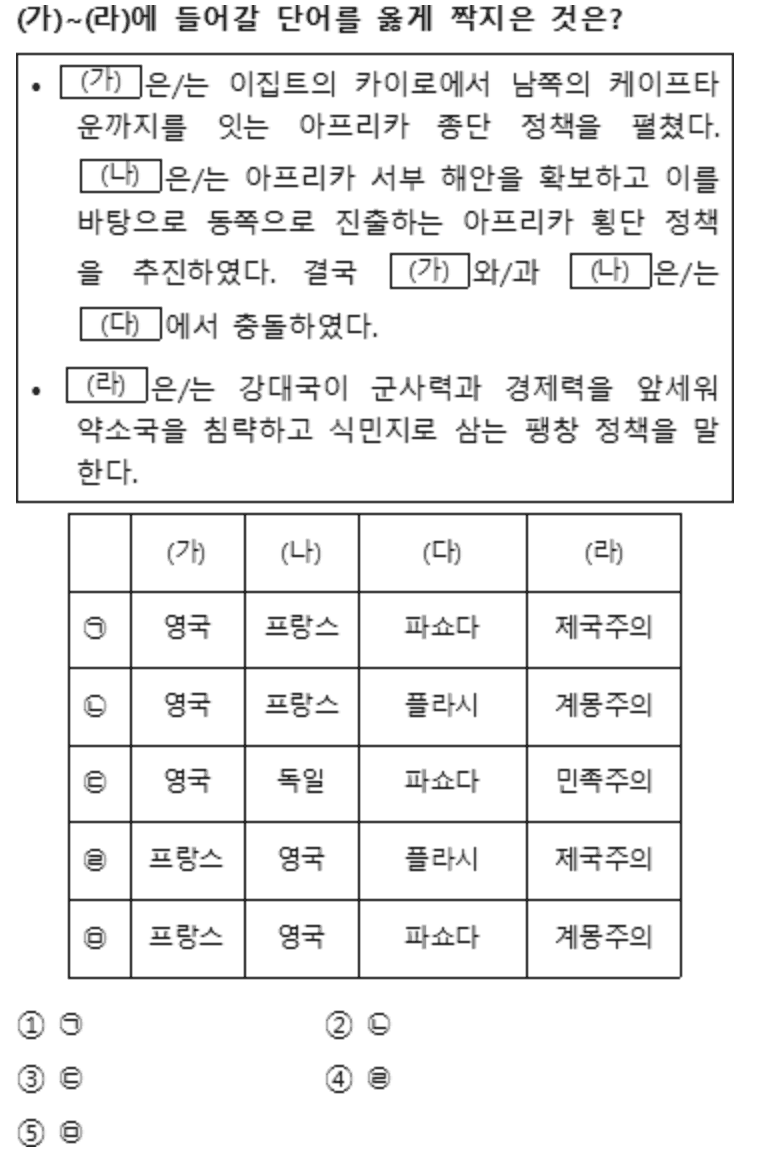 (가)~(라)에 들어갈 단어를 옳게 짝지은 것은?
• (가) 은/는 이집트의 카이로에서 남쪽의 케이프타
운까지를 잇는 아프리카 종단 정책을 펼쳤다.
(나) 은/는 아프리카 서부 해안을 확보하고 이를
바탕으로 동쪽으로 진출하는 아프리카 횡단 정책
을 추진하였다. 결국 (가) 와/과 (나) 은/는
(다) 에서 충돌하였다.
• (라) 은/는 강대국이 군사력과 경제력을 앞세워
약소국을 침략하고 식민지로 삼는 팽창 정책을 말
한다.
(가) (나) (다) (라)
㉠ 영국 프랑스 파쇼다 제국주의
㉡ 영국 프랑스 플라시 계몽주의
㉢ 영국 독일 파쇼다 민족주의
㉣ 프랑스 영국 플라시 제국주의
㉤ 프랑스 영국 파쇼다 계몽주의
① ㉠ ② ㉡
③ ㉢ ④ ㉣
⑤ ㉤